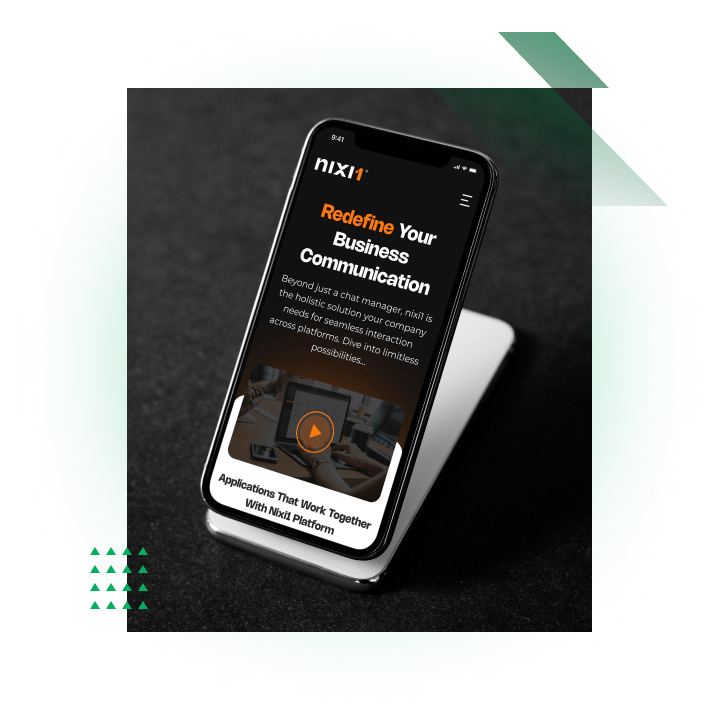 9:41
nixi1
Redefine Your
Business
Communication
Beyond just a chat manager, nixi1 is
the holistic solution your company
needs for seamless interaction
across platforms. Dive into limitless
possibilities...
Applications That Work Together
With Nixi1 Platform